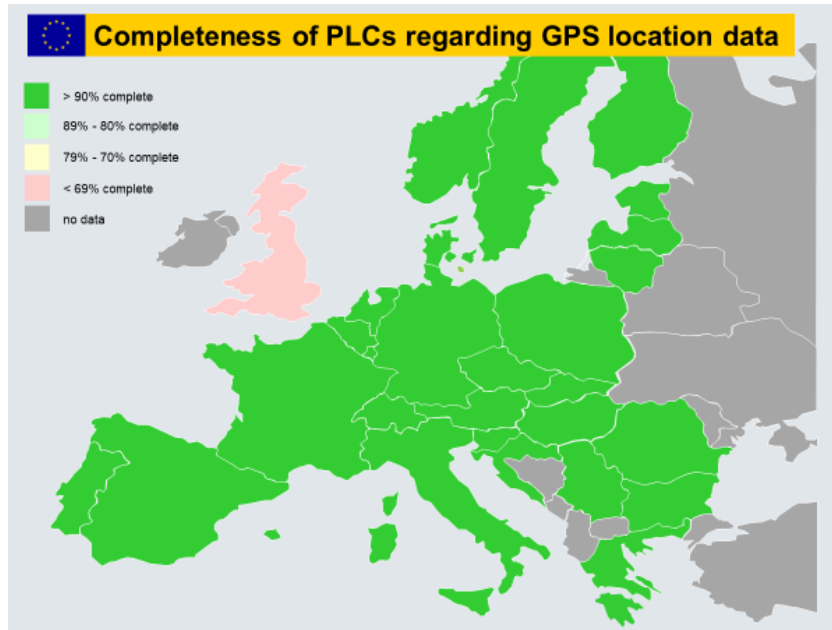 Completeness of PLCs regarding GPS location data
> 90% complete
89% - 80% complete
79% - 70% complete
< 69% complete
no data